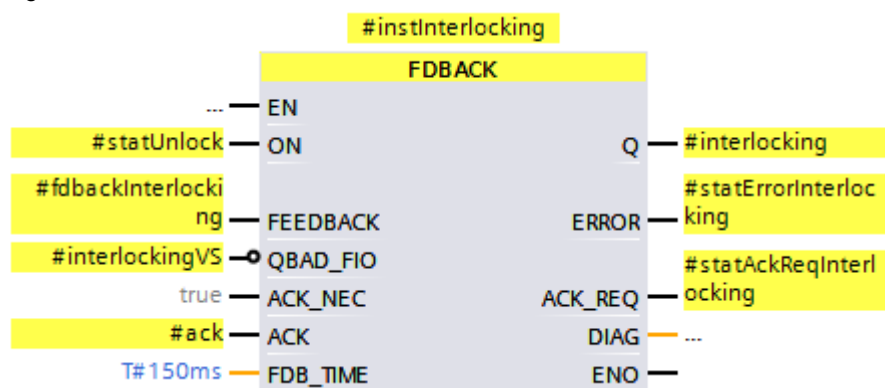 #instInterlocking
FDBACK
... EN
#statUnlock ON Q #interlocking
#fdbackInterlocki
ng FEEDBACK ERROR #statErrorInterloc
king
#interlockingVS QBAD_FIO
true ACK_NEC ACK_REQ #statAckReqInterl
ocking
#ack ACK DIAG ...
T#150ms FDB_TIME ENO